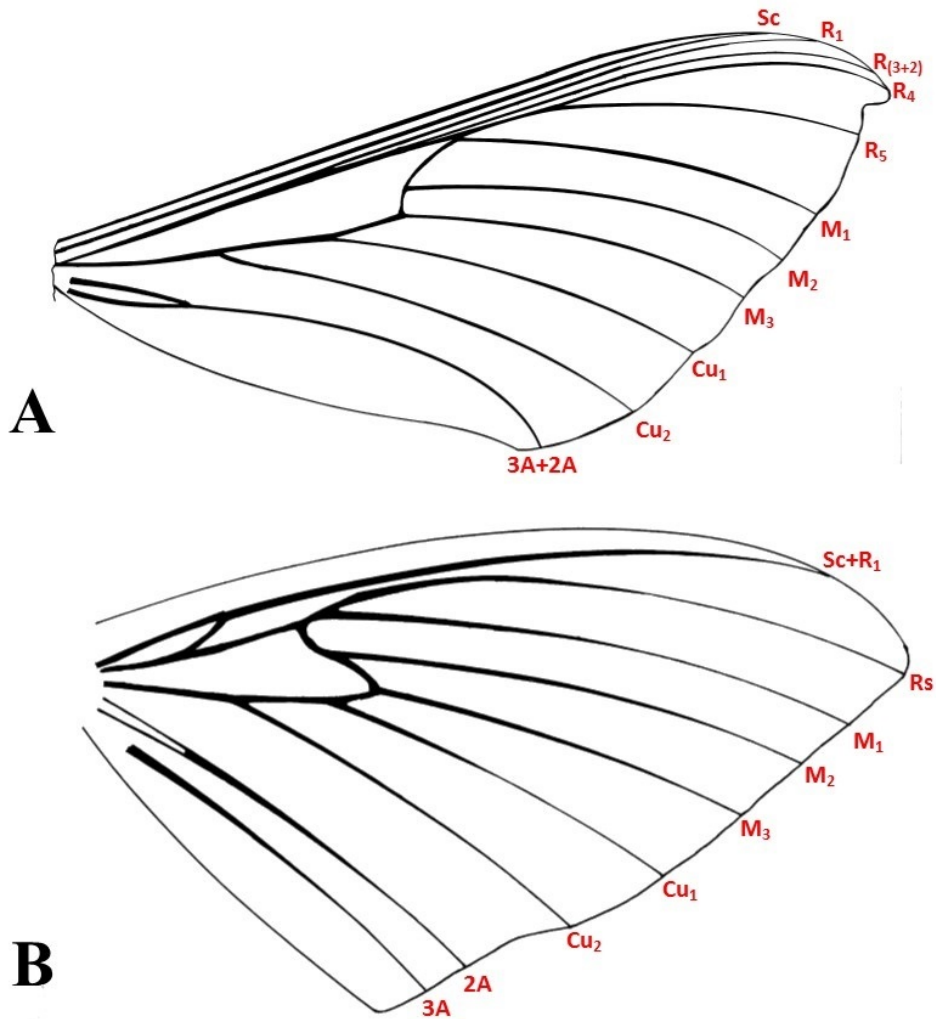 Sc
R₁
R₍₃₊₂₎
R₄
R₅
M₁
M₂
M₃
Cu₁
Cu₂
3A+2A
A
Sc+R₁
Rs
M₁
M₂
M₃
Cu₁
Cu₂
2A
3A
B